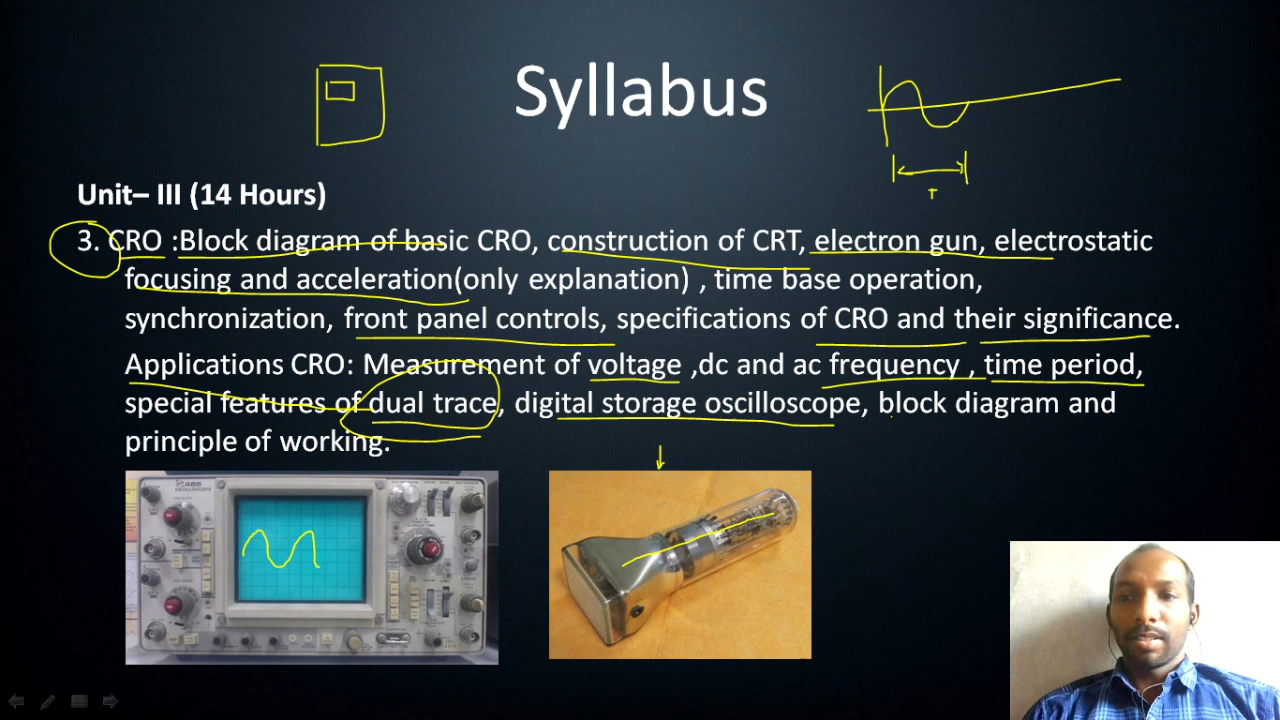 Syllabus
T
Unit– III (14 Hours)
3. CRO :Block diagram of basic CRO, construction of CRT, electron gun, electrostatic
focusing and acceleration(only explanation) , time base operation,
synchronization, front panel controls, specifications of CRO and their significance.
Applications CRO: Measurement of voltage ,dc and ac frequency , time period,
special features of dual trace, digital storage oscilloscope, block diagram and
principle of working.
465
OSCILLOSCOPE